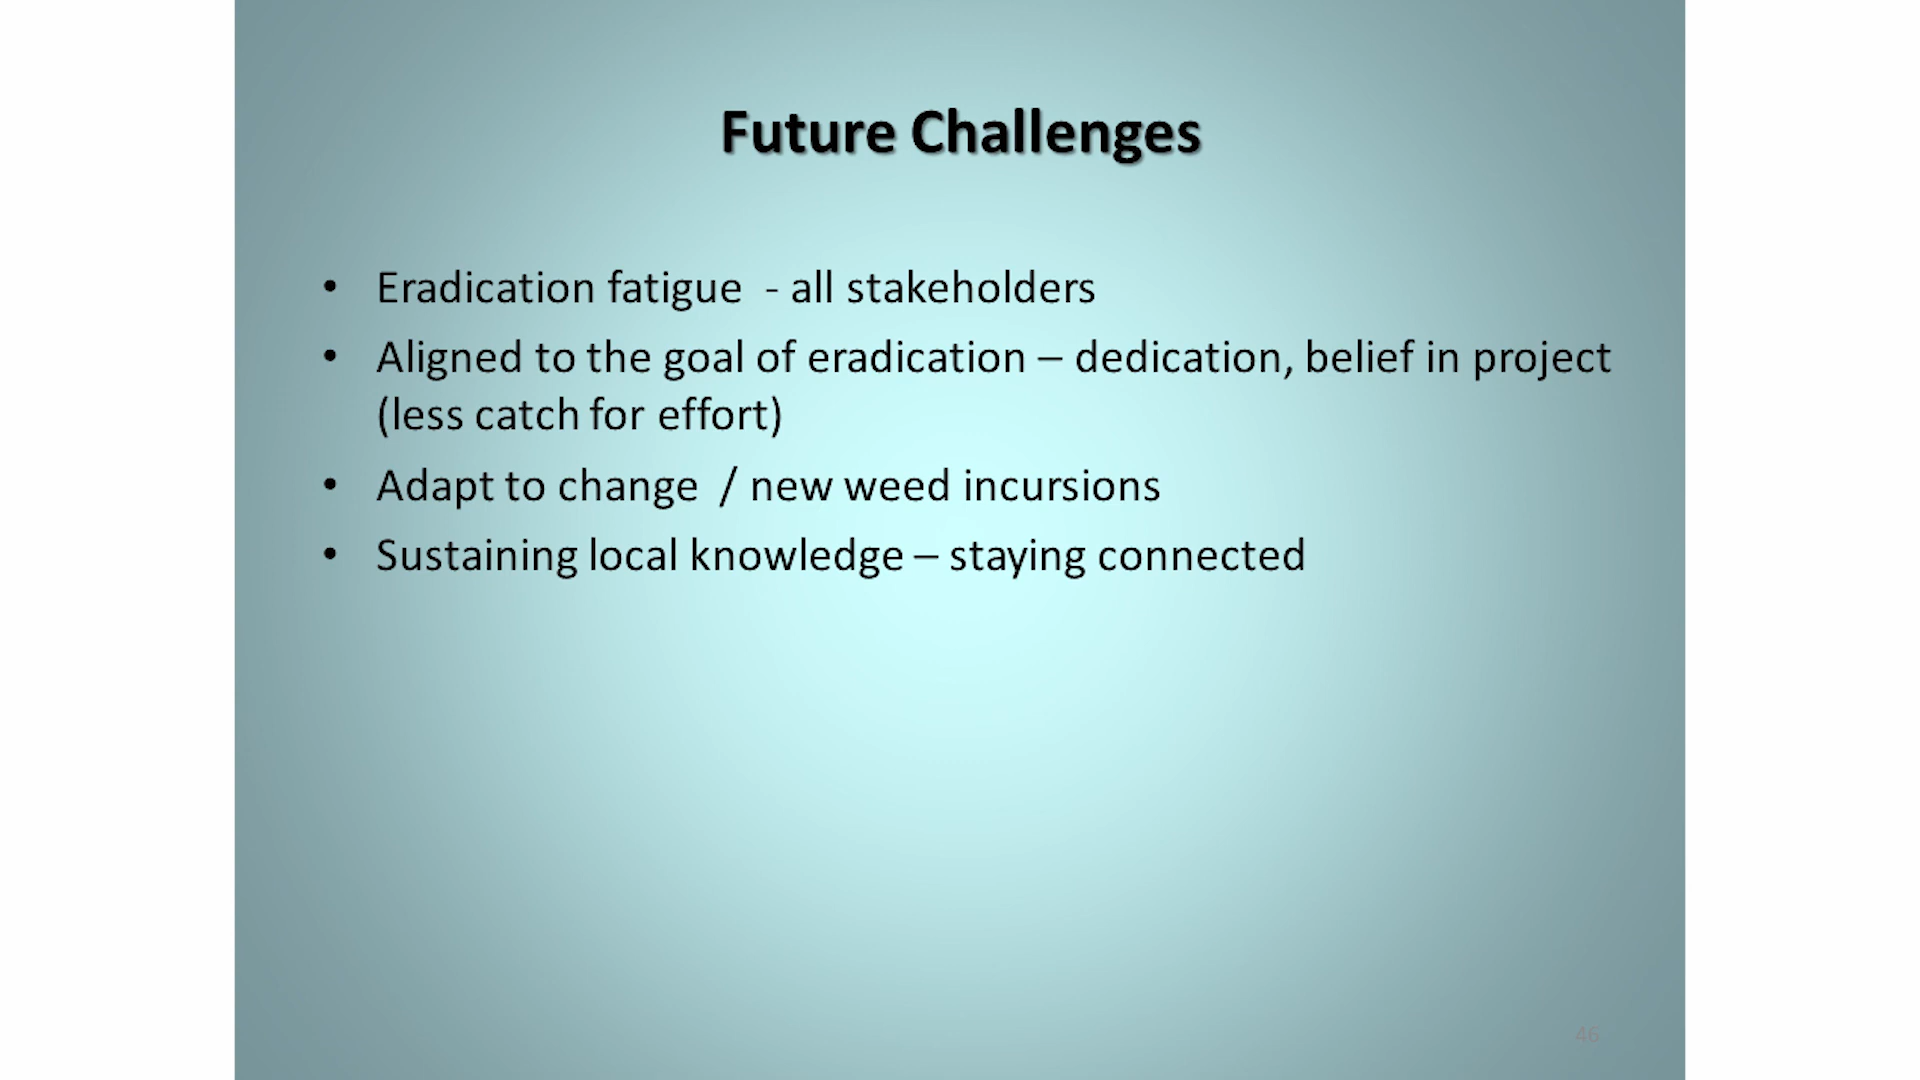 Future Challenges
• Eradication fatigue  - all stakeholders
• Aligned to the goal of eradication – dedication, belief in project
(less catch for effort)
• Adapt to change  / new weed incursions
• Sustaining local knowledge – staying connected
46